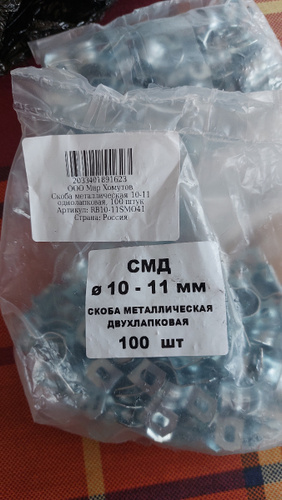 2033401891623
ООО Мир Хомутов
Скоба металлическая 10-11
однолапковая, 100 штук
Артикул: RB10-11SMO41
Страна: Россия
СМД
ø 10 - 11 мм
СКОБА МЕТАЛЛИЧЕСКАЯ
ДВУХЛАПКОВАЯ
100 шт